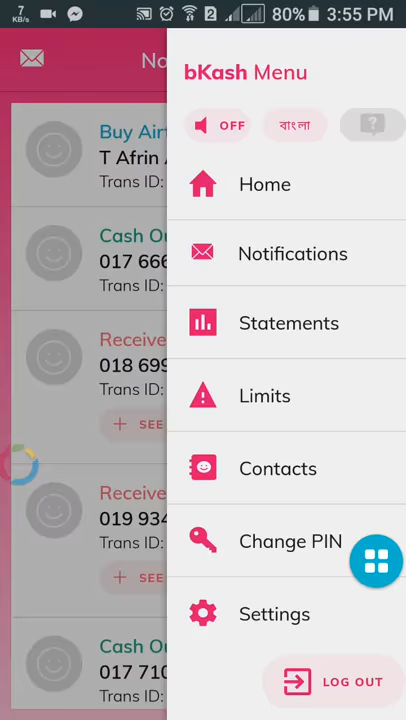 7
KB/s
2
80%
3:55 PM
No
bKash Menu
OFF
বাংলা
?
Home
Notifications
Statements
Limits
Contacts
Change PIN
Settings
LOG OUT
Buy Air
T Afrin
Trans ID:
Cash Ou
017 666
Trans ID:
Receive
018 699
Trans ID:
+ SEE
Receive
019 934
Trans ID:
+ SEE
Cash Ou
017 710
Trans ID: